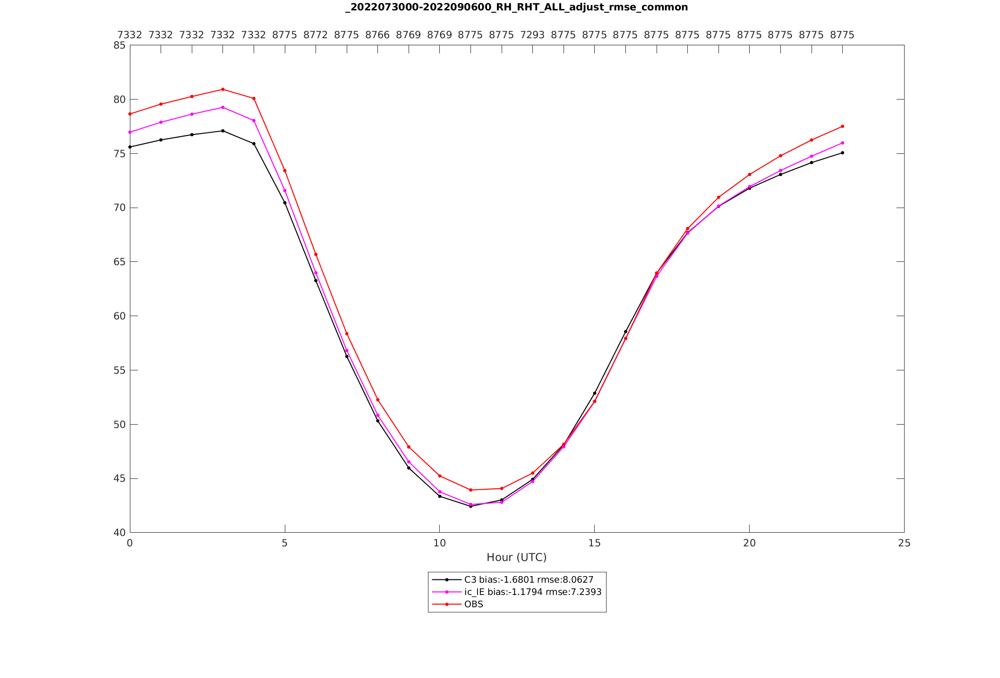 _2022073000-2022090600_RH_RHT_ALL_adjust_rmse_common
7332 7332 7332 7332 7332 8775 8772 8775 8766 8769 8769 8775 8775 7293 8775 8775 8775 8775 8775 8775 8775 8775 8775 8775
85
80
75
70
65
60
55
50
45
40
0 5 10 15 20 25
Hour (UTC)
C3 bias:-1.6801 rmse:8.0627
ic_IE bias:-1.1794 rmse:7.2393
OBS